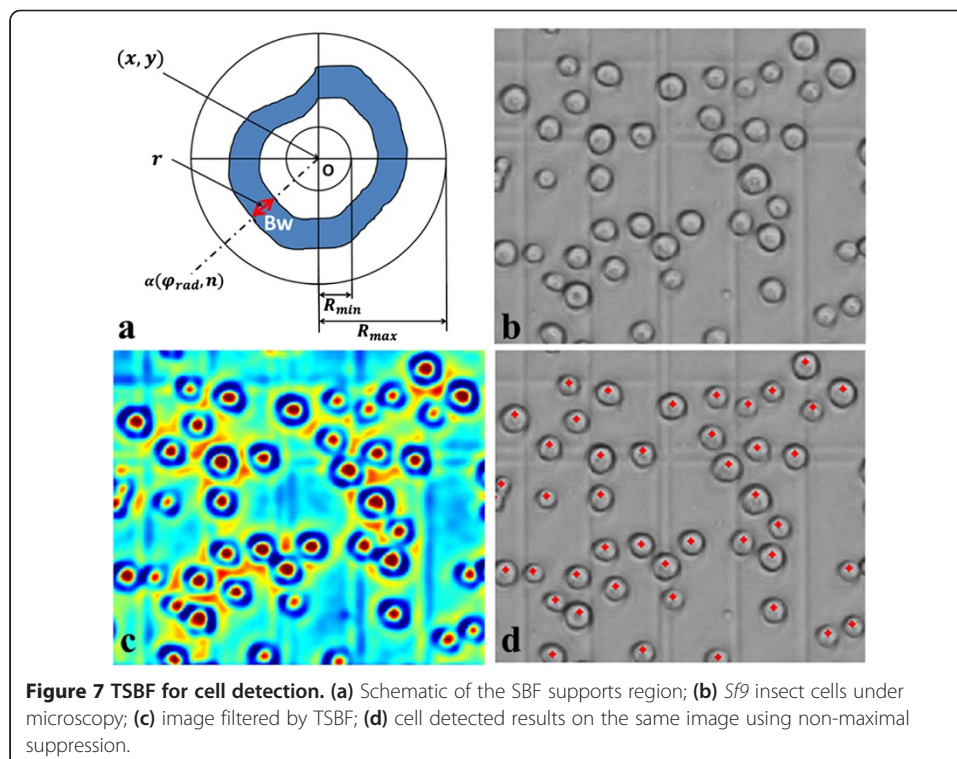 (x, y)
r
O
Bw
α(φrad, n)
Rmin
Rmax
a
b
c
d
Figure 7 TSBF for cell detection. (a) Schematic of the SBF supports region; (b) Sf9 insect cells under
microscopy; (c) image filtered by TSBF; (d) cell detected results on the same image using non-maximal
suppression.